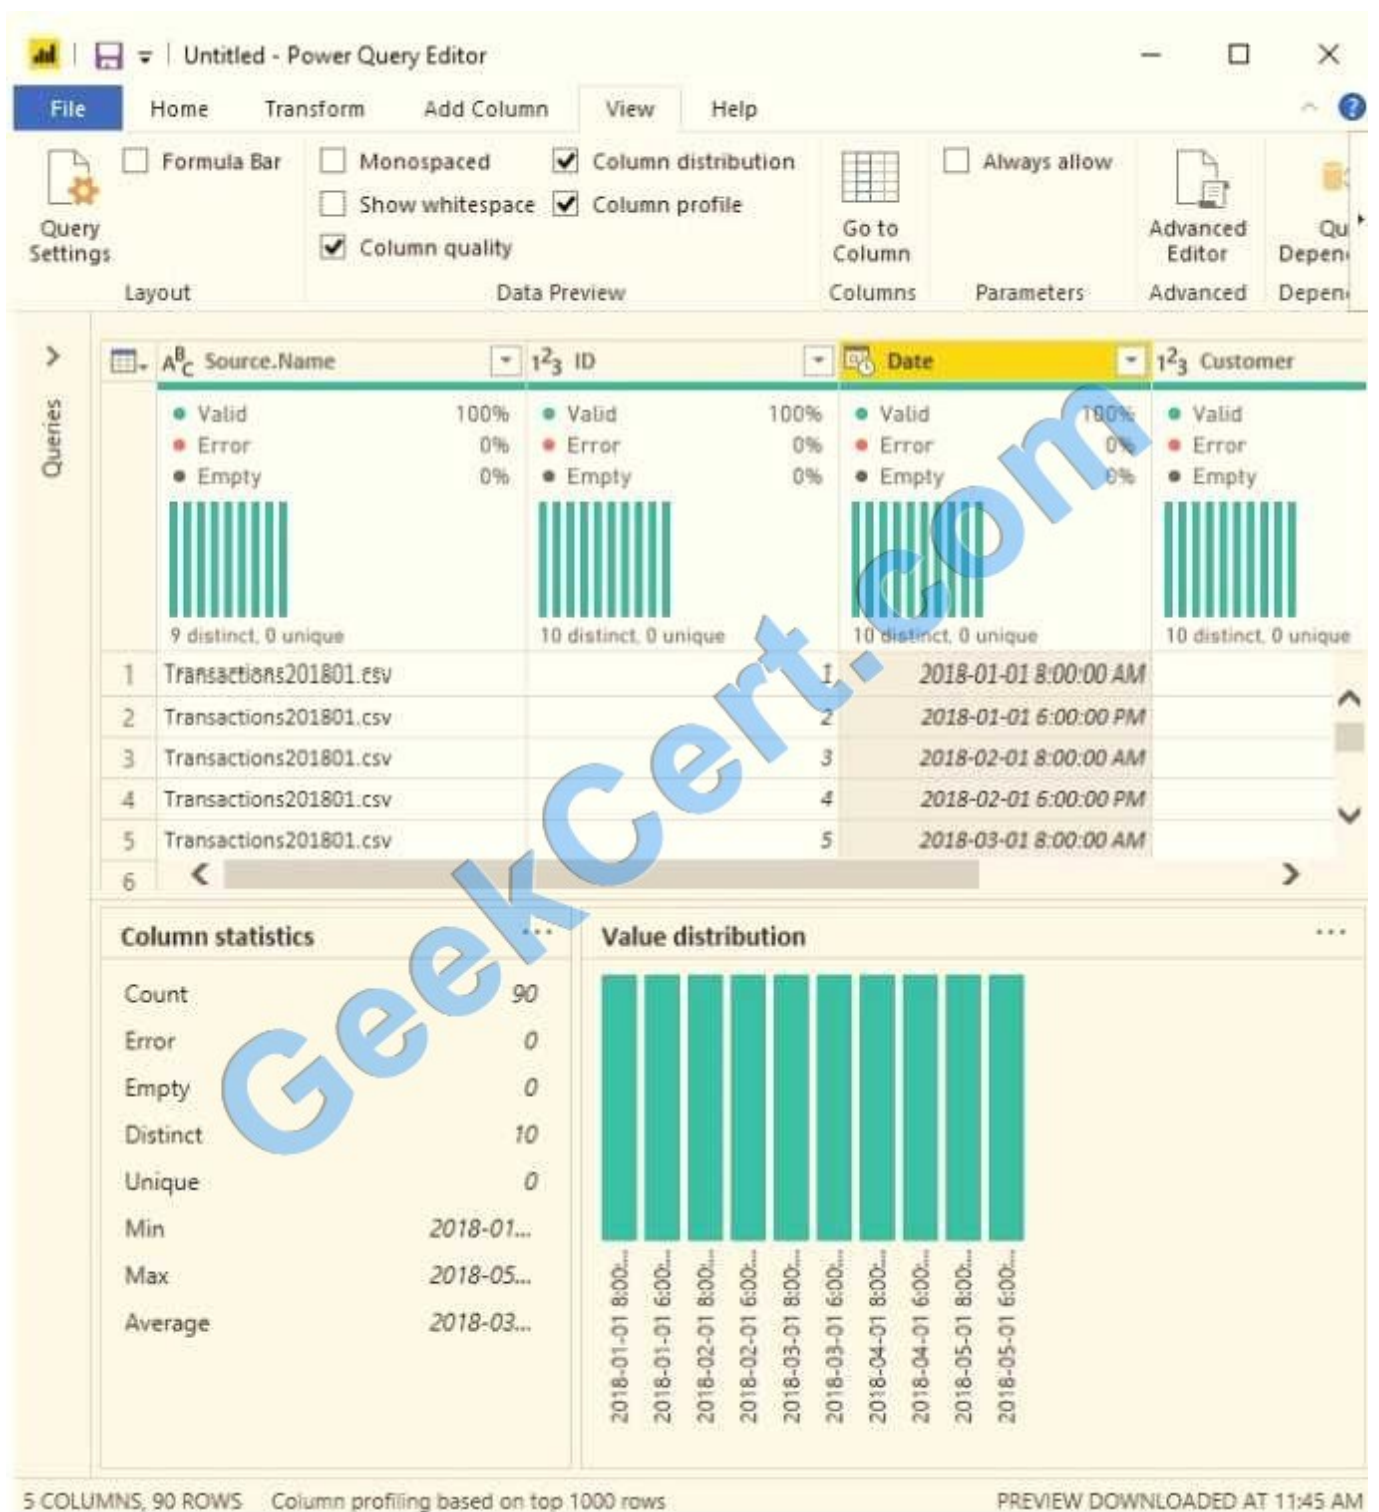 Untitled - Power Query Editor
File Home Transform Add Column View Help
Query Settings
Formula Bar
Layout
Monospaced
Show whitespace
Column quality
Column distribution
Column profile
Data Preview
Go to Column
Columns
Always allow
Parameters
Advanced Editor
Advanced
Qu
Depen
Depen
Queries
ABC Source.Name 123 ID Date 123 Customer
Valid 100% Valid 100% Valid 100% Valid
Error 0% Error 0% Error 0% Error
Empty 0% Empty 0% Empty 0% Empty
9 distinct, 0 unique 10 distinct, 0 unique 10 distinct, 0 unique 10 distinct, 0 unique
1 Transactions201801.csv 1 2018-01-01 8:00:00 AM
2 Transactions201801.csv 2 2018-01-01 6:00:00 PM
3 Transactions201801.csv 3 2018-02-01 8:00:00 AM
4 Transactions201801.csv 4 2018-02-01 6:00:00 PM
5 Transactions201801.csv 5 2018-03-01 8:00:00 AM
6
Column statistics ...
Count 90
Error 0
Empty 0
Distinct 10
Unique 0
Min 2018-01...
Max 2018-05...
Average 2018-03...
Value distribution ...
2018-01-01 8:00:...
2018-01-01 6:00:...
2018-02-01 8:00:...
2018-02-01 6:00:...
2018-03-01 8:00:...
2018-03-01 6:00:...
2018-04-01 8:00:...
2018-04-01 6:00:...
2018-05-01 8:00:...
2018-05-01 6:00:...
5 COLUMNS, 90 ROWS Column profiling based on top 1000 rows PREVIEW DOWNLOADED AT 11:45 AM
GeekCert.com